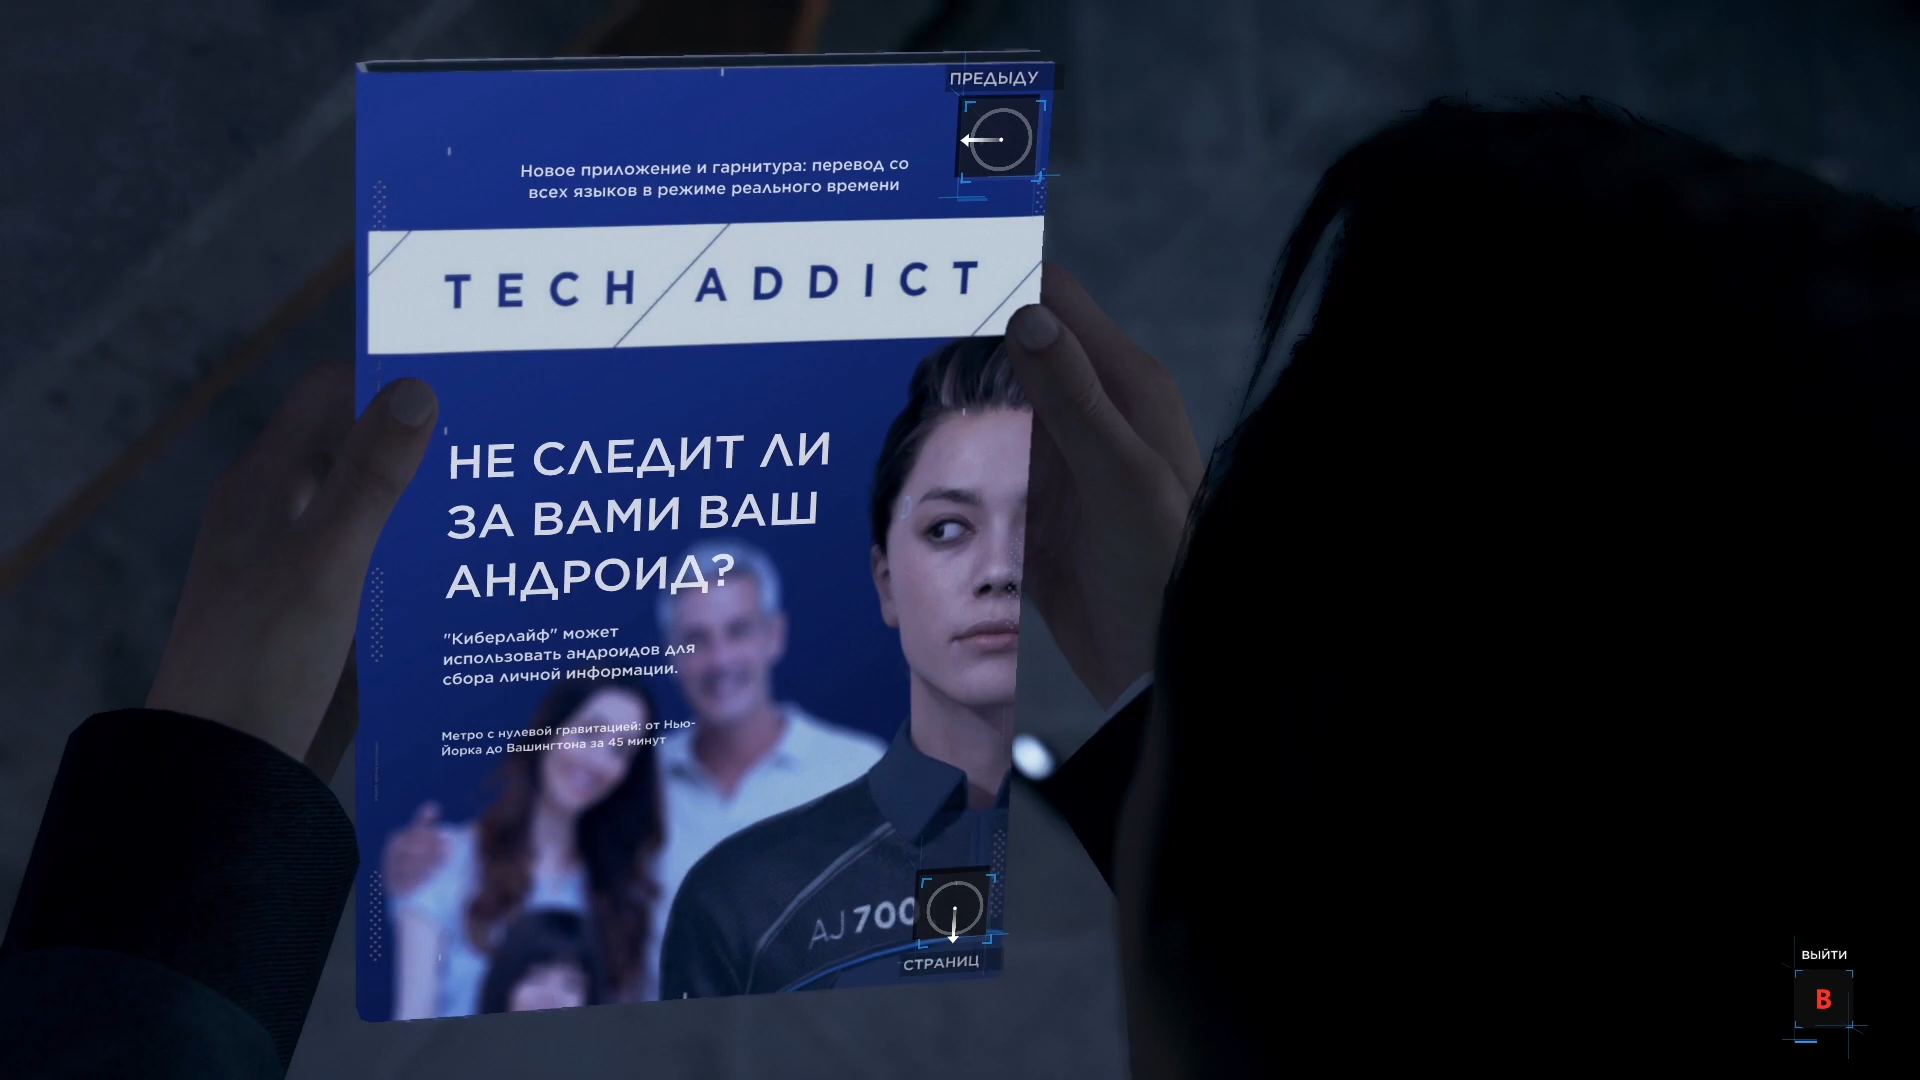 ПРЕДЫДУ
Новое приложение и гарнитура: перевод со
всех языков в режиме реального времени
TECH ADDICT
НЕ СЛЕДИТ ЛИ
ЗА ВАМИ ВАШ
АНДРОИД?
"Киберлайф" может
использовать андроидов для
сбора личной информации.
Метро с нулевой гравитацией: от Нью-
Йорка до Вашингтона за 45 минут
AJ 700
СТРАНИЦ
ВЫЙТИ
B